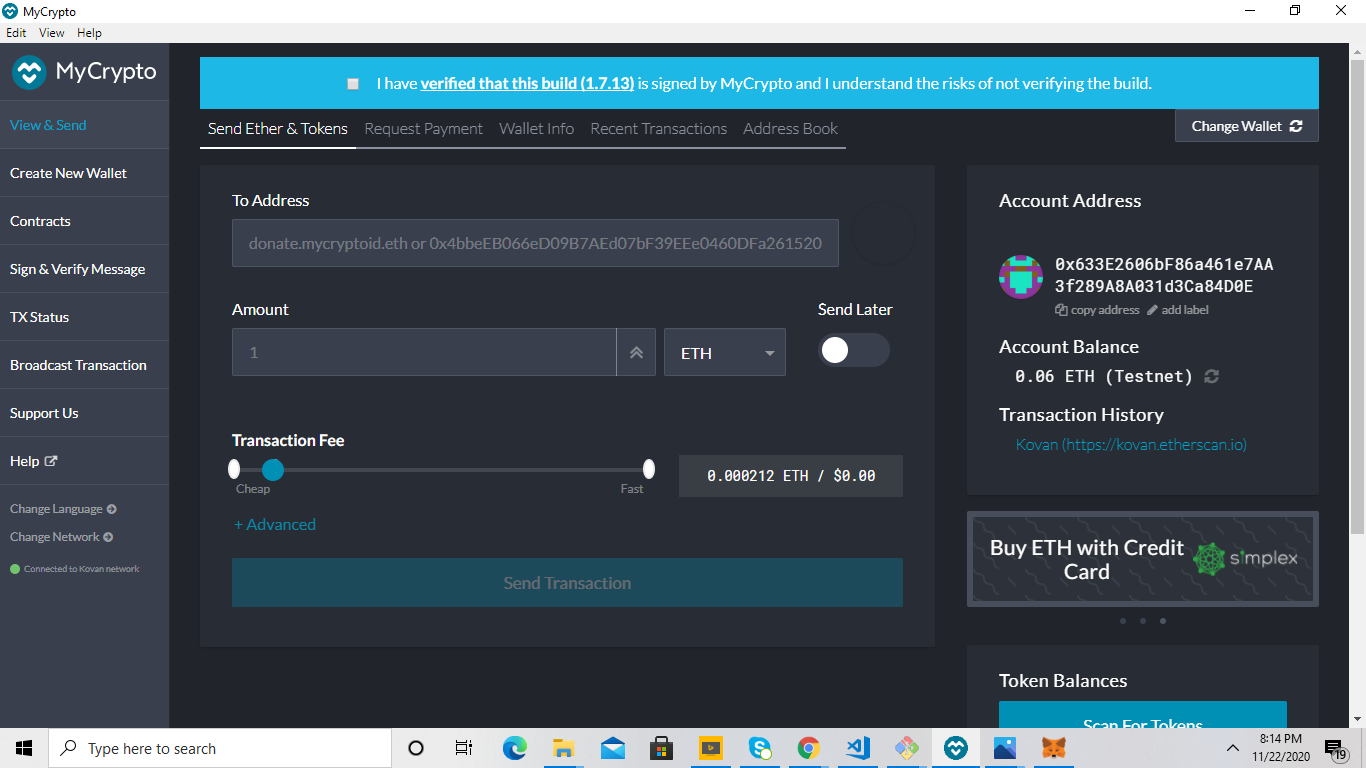 MyCrypto
Edit View Help
MyCrypto
View & Send
Create New Wallet
Contracts
Sign & Verify Message
TX Status
Broadcast Transaction
Support Us
Help
Change Language
Change Network
Connected to Kovan network
I have verified that this build (1.7.13) is signed by MyCrypto and I understand the risks of not verifying the build.
Send Ether & Tokens Request Payment Wallet Info Recent Transactions Address Book
Change Wallet
To Address
donate.mycryptoid.eth or 0x4bbeEB066eD09B7AEd07bF39EEe0460DFa261520
Amount
Send Later
1
ETH
Transaction Fee
Cheap
Fast
0.000212 ETH / $0.00
+ Advanced
Send Transaction
Account Address
0x633E2606bF86a461e7AA
3f289A8A031d3Ca84D0E
copy address add label
Account Balance
0.06 ETH (Testnet)
Transaction History
Kovan (https://kovan.etherscan.io)
Buy ETH with Credit
Card
simplex
Token Balances
Scan For Tokens
Type here to search
8:14 PM
11/22/2020
19